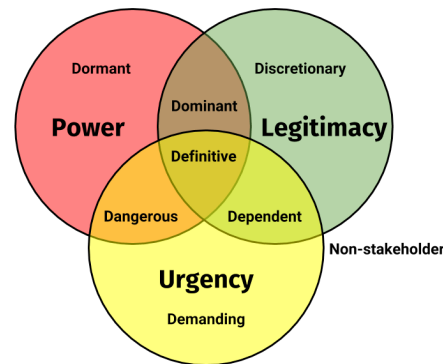 Dormant
Discretionary
Dominant
Power
Legitimacy
Definitive
Dangerous
Dependent
Non-stakeholder
Urgency
Demanding